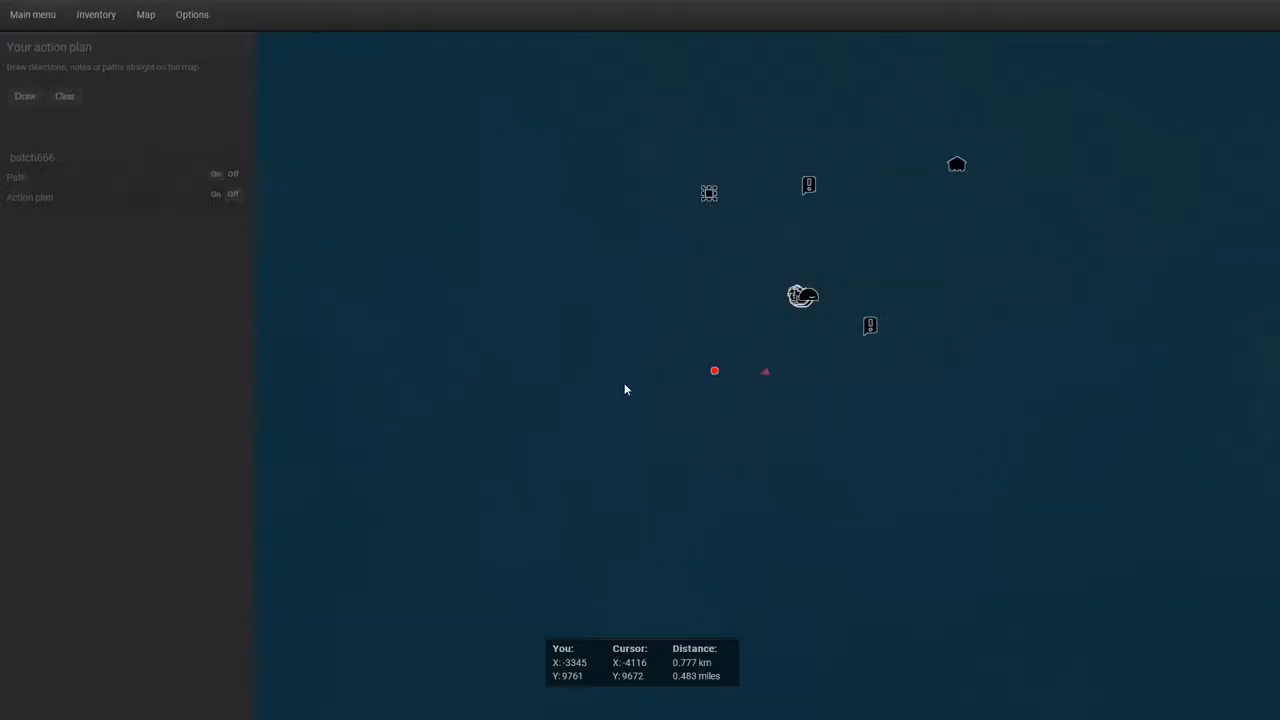 Main menu Inventory Map Options
Your action plan
Draw directions, notes or paths straight on the map
Draw Clear
batch666
Path On Off
Action plan On Off
You: Cursor: Distance:
X: -3345 X: -4116 0.777 km
Y: 9761 Y: 9672 0.483 miles